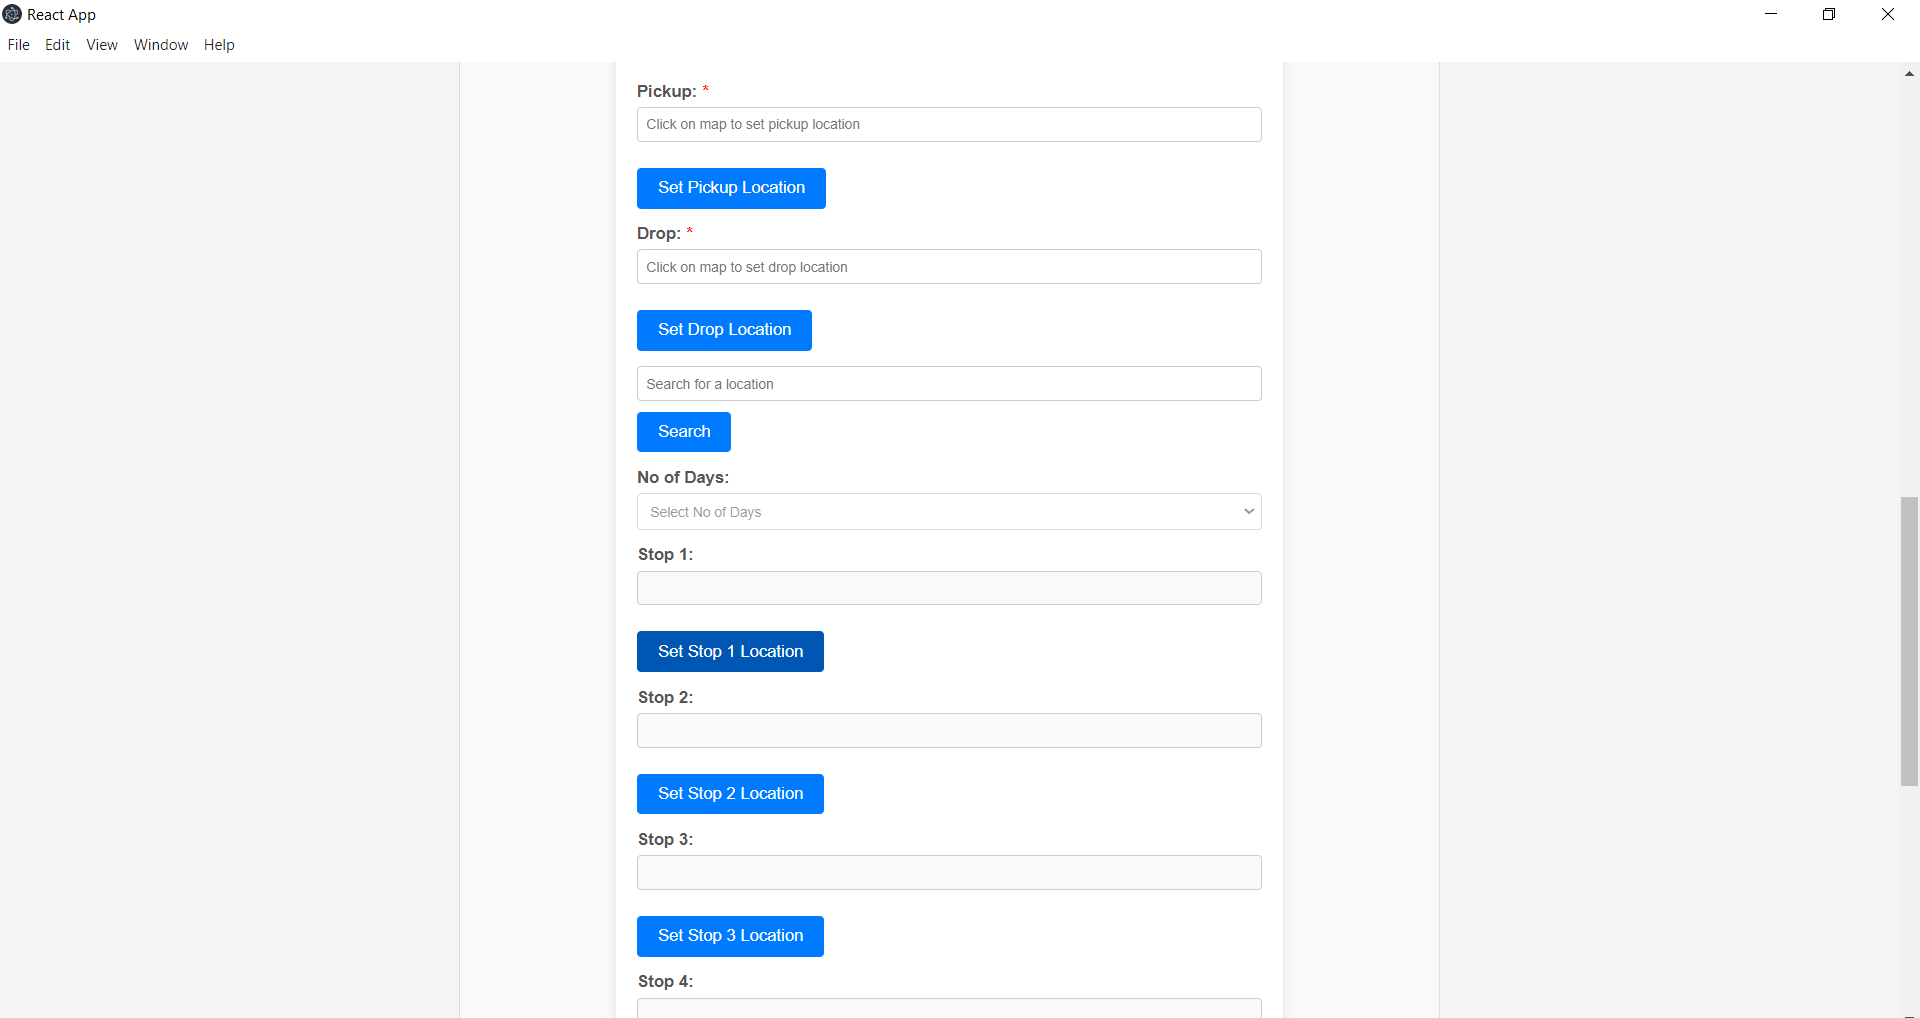 React App
File Edit View Window Help
Pickup: *
Click on map to set pickup location
Set Pickup Location
Drop: *
Click on map to set drop location
Set Drop Location
Search for a location
Search
No of Days:
Select No of Days
Stop 1:
Set Stop 1 Location
Stop 2:
Set Stop 2 Location
Stop 3:
Set Stop 3 Location
Stop 4: